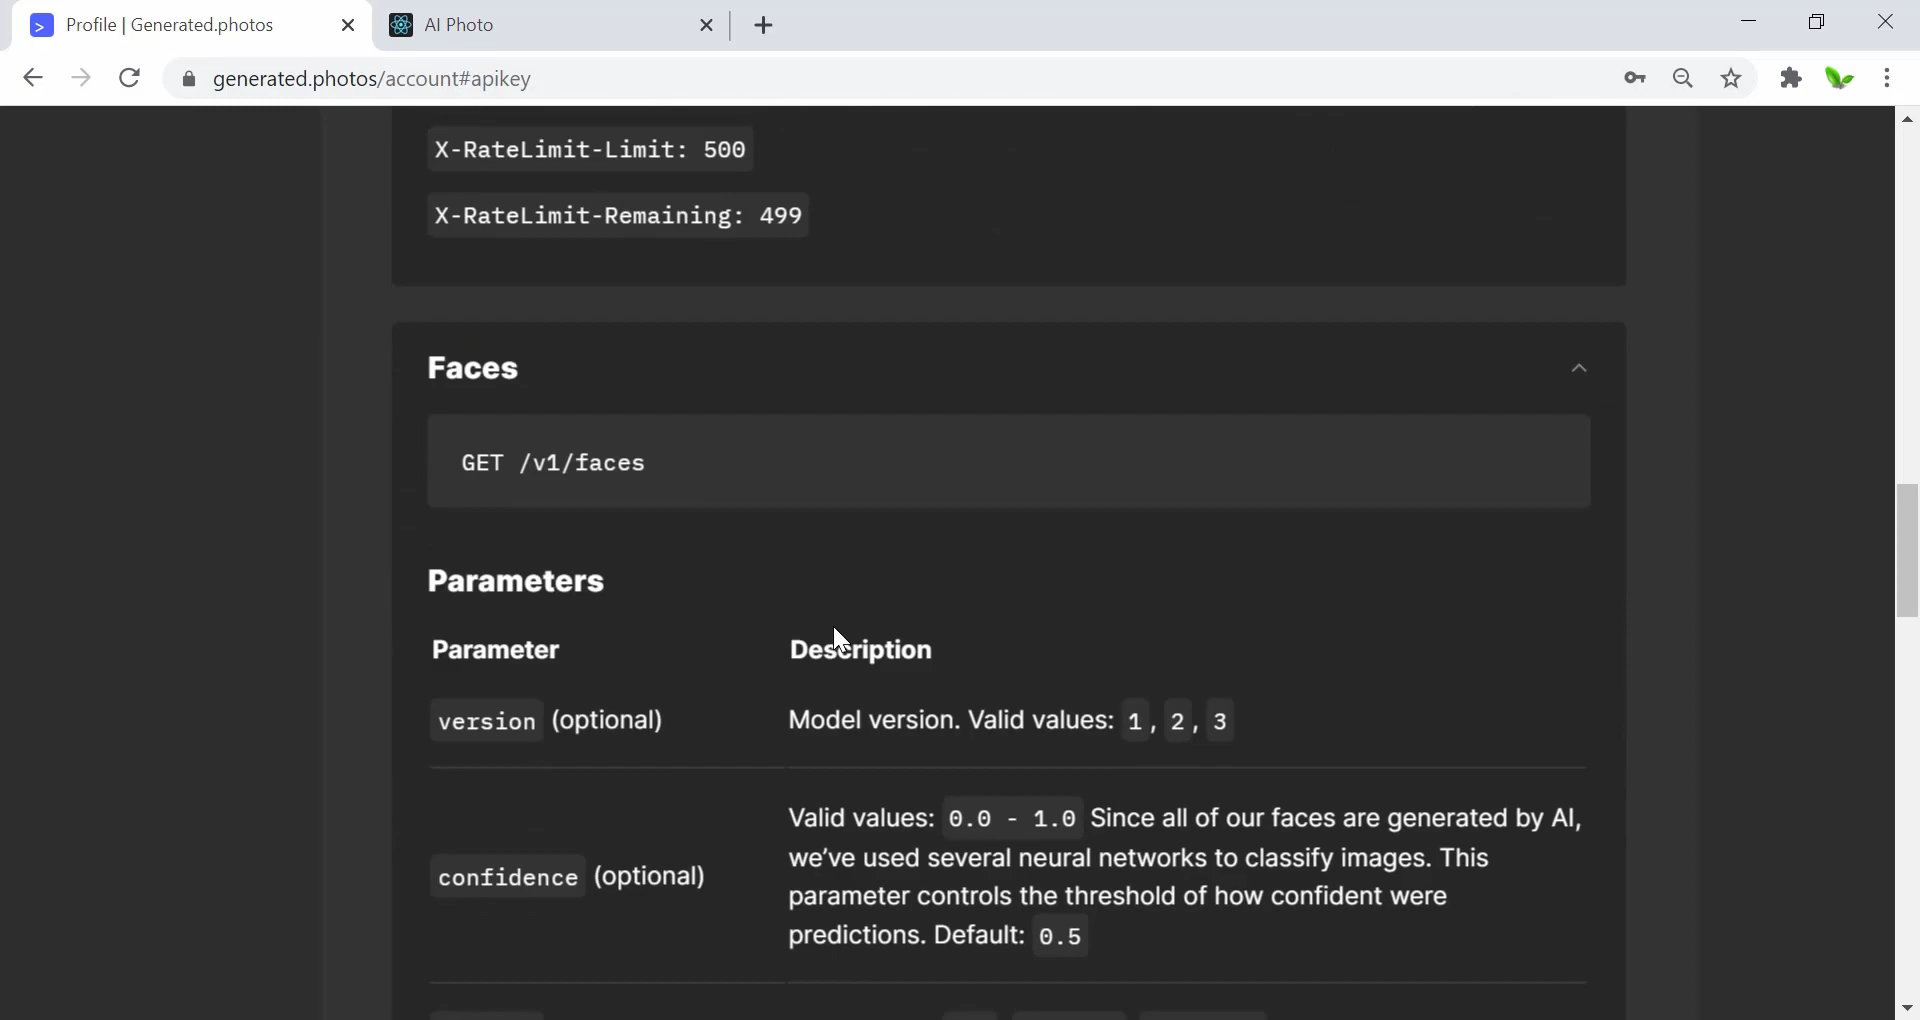 Profile | Generated.photos
AI Photo
generated.photos/account#apikey
X-RateLimit-Limit: 500
X-RateLimit-Remaining: 499
Faces
GET /v1/faces
Parameters
Parameter Description
version (optional) Model version. Valid values: 1, 2, 3
Valid values: 0.0 - 1.0 Since all of our faces are generated by AI,
we've used several neural networks to classify images. This
confidence (optional)
parameter controls the threshold of how confident were
predictions. Default: 0.5